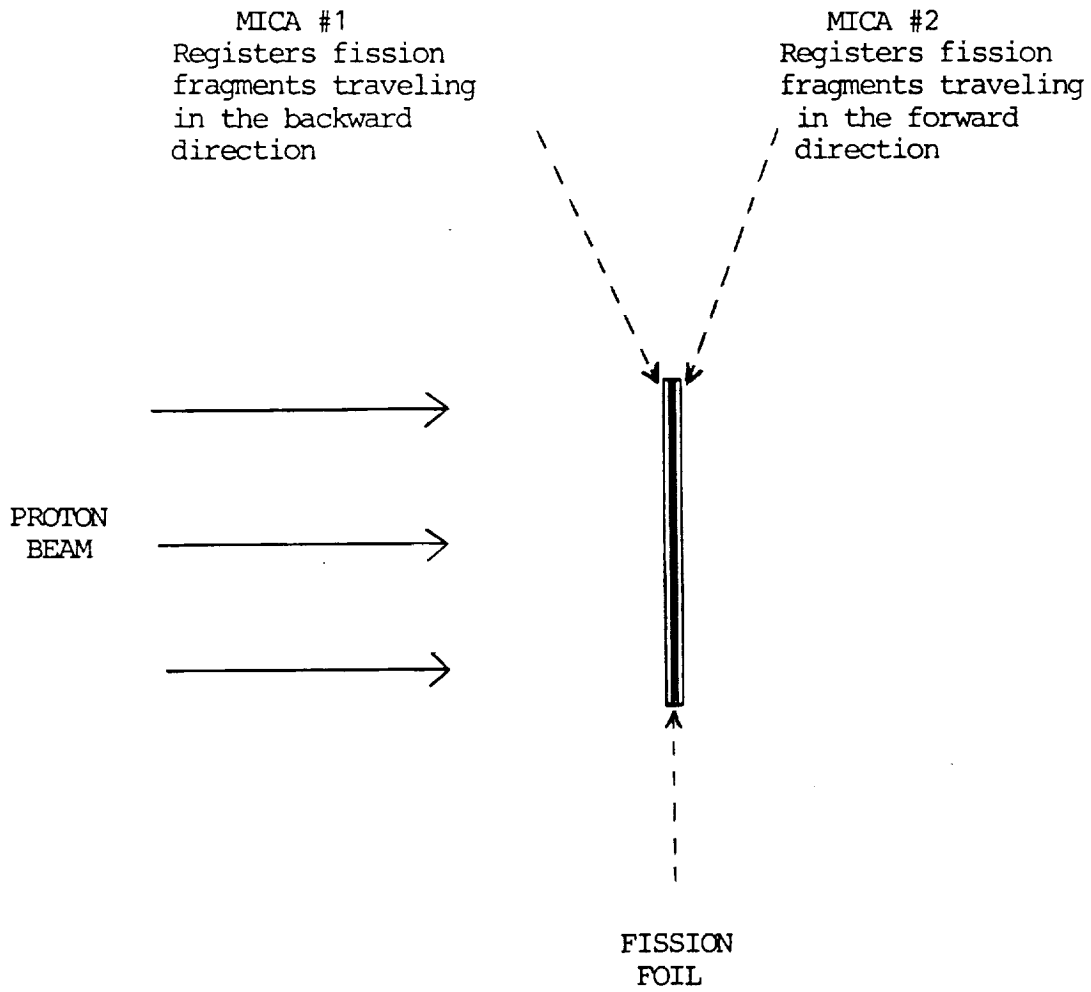 MICA #1
Registers fission
fragments traveling
in the backward
direction
MICA #2
Registers fission
fragments traveling
in the forward
direction
PROTON
BEAM
FISSION
FOIL